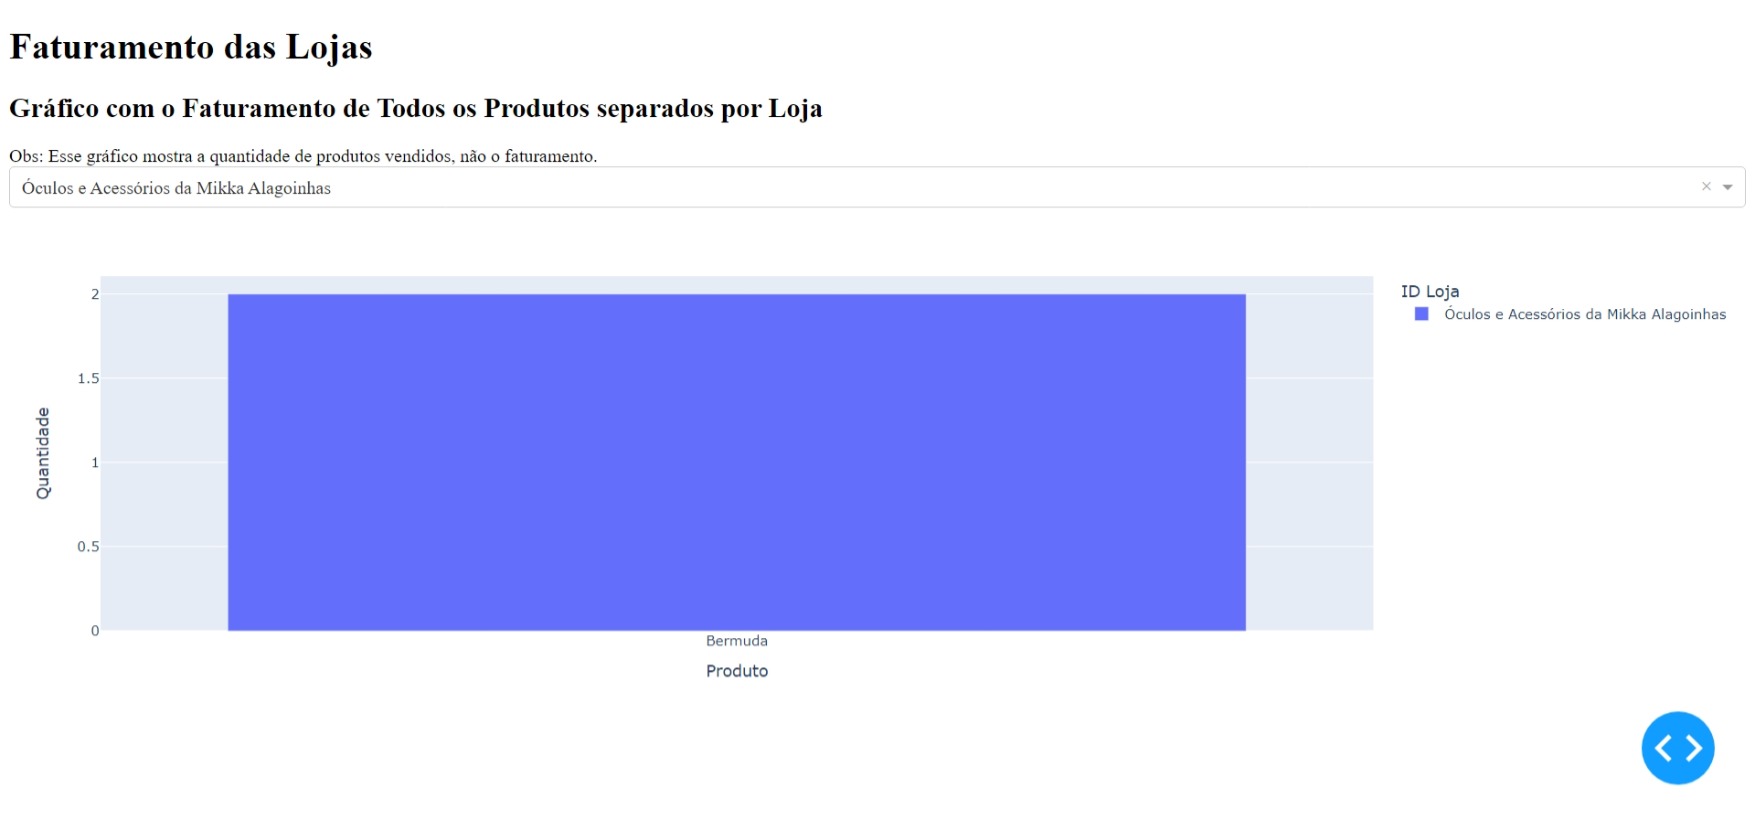 Faturamento das Lojas
Gráfico com o Faturamento de Todos os Produtos separados por Loja
Obs: Esse gráfico mostra a quantidade de produtos vendidos, não o faturamento.
Óculos e Acessórios da Mikka Alagoinhas
ID Loja
Óculos e Acessórios da Mikka Alagoinhas
2
1.5
1
0.5
0
Quantidade
Bermuda
Produto